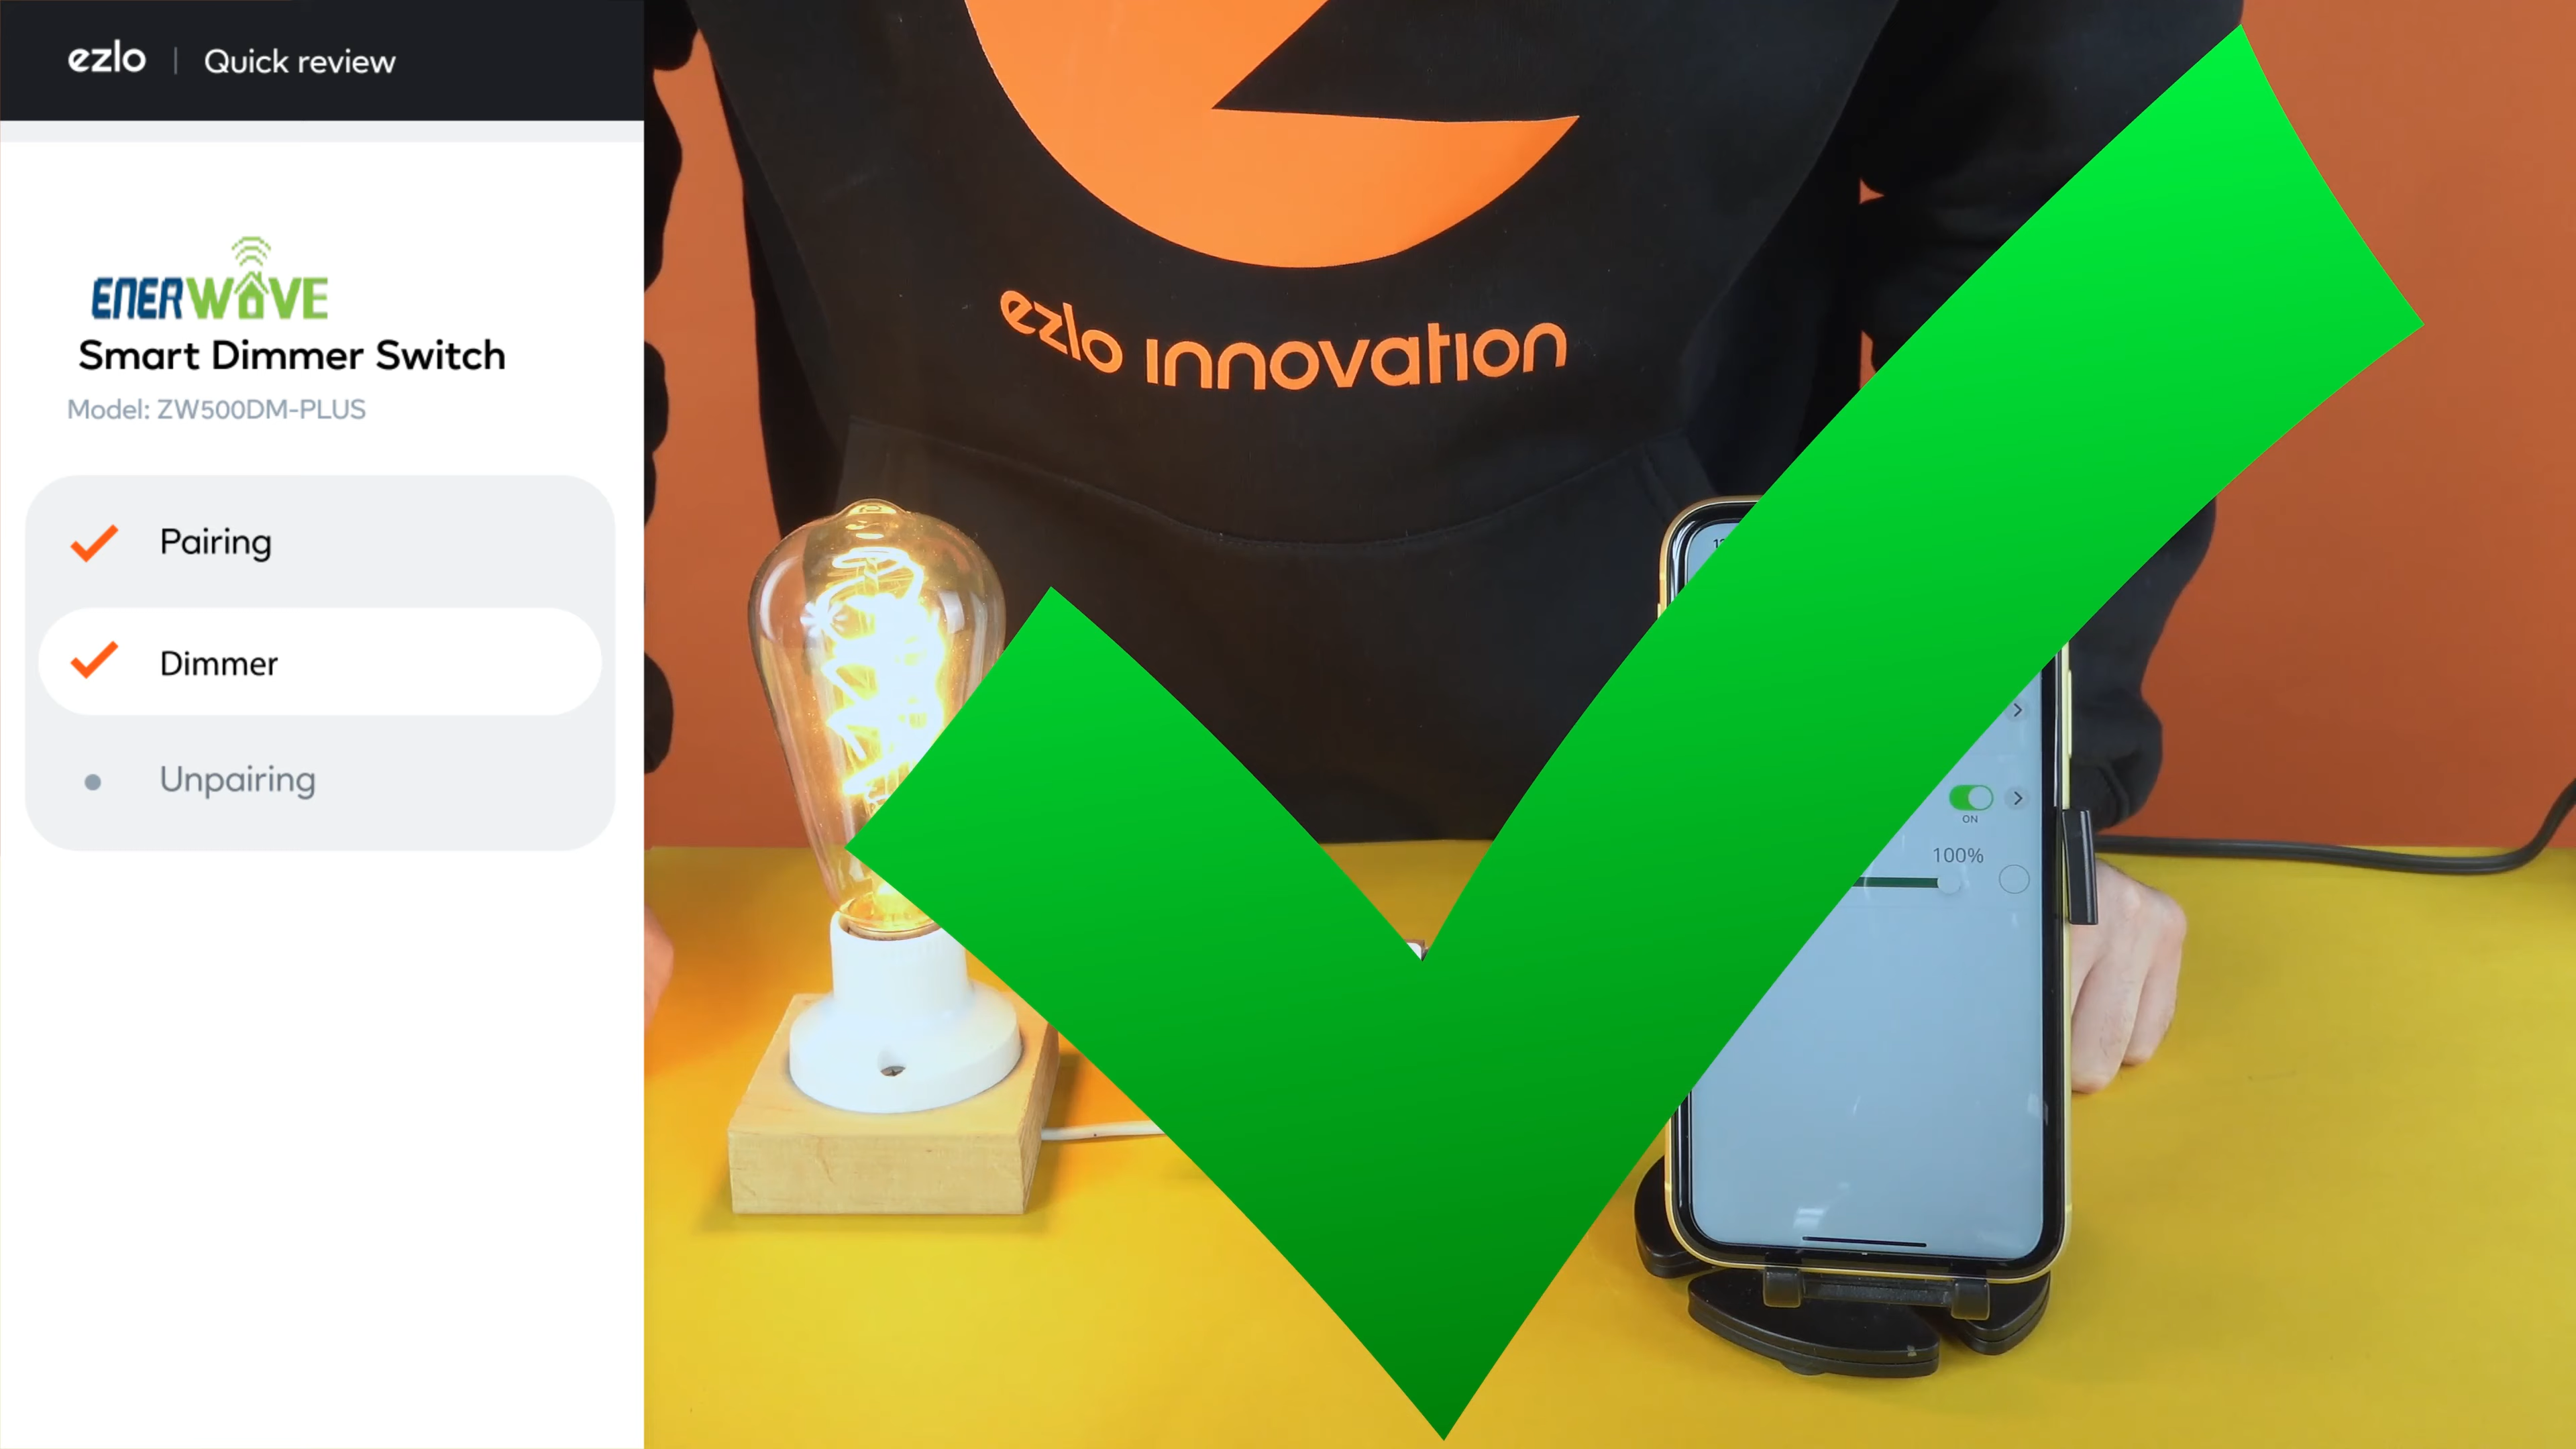 ezlo | Quick review
ENERWAVE
Smart Dimmer Switch
Model: ZW500DM-PLUS
Pairing
Dimmer
Unpairing
ezlo innovation
ON
100%